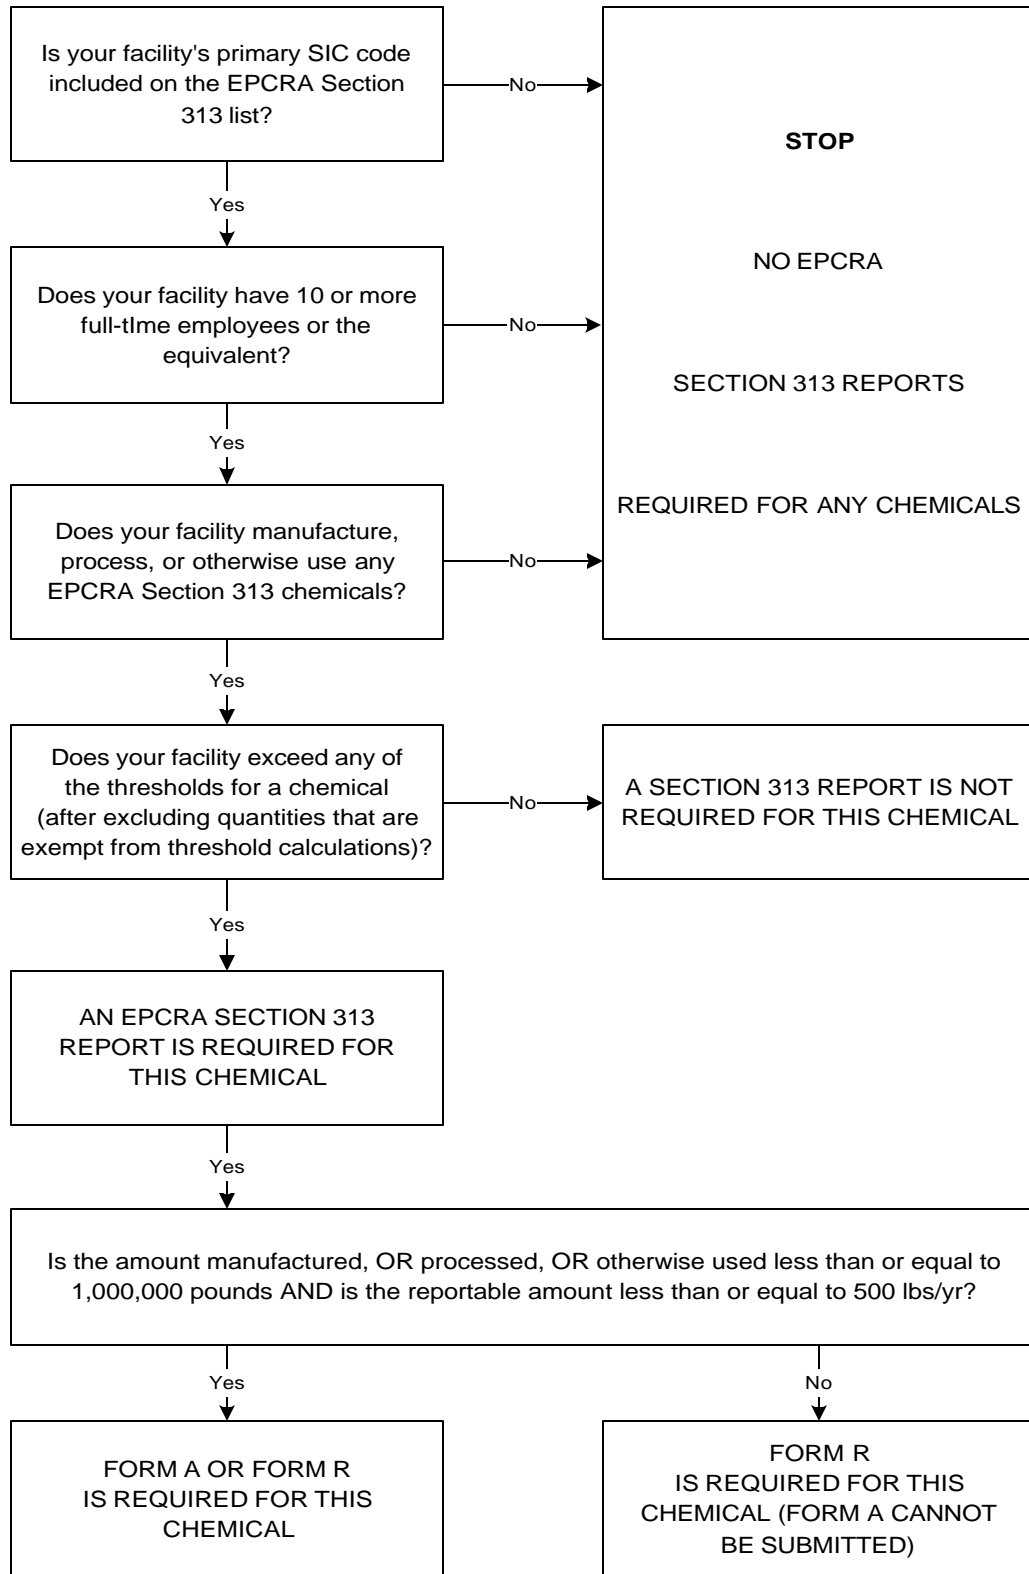 Is your facility's primary SIC code
included on the EPCRA Section
313 list?
No
STOP
NO EPCRA
SECTION 313 REPORTS
REQUIRED FOR ANY CHEMICALS
Yes
Does your facility have 10 or more
full-tIme employees or the
equivalent?
No
Yes
Does your facility manufacture,
process, or otherwise use any
EPCRA Section 313 chemicals?
No
Yes
Does your facility exceed any of
the thresholds for a chemical
(after excluding quantities that are
exempt from threshold calculations)?
No
A SECTION 313 REPORT IS NOT
REQUIRED FOR THIS CHEMICAL
Yes
AN EPCRA SECTION 313
REPORT IS REQUIRED FOR
THIS CHEMICAL
Yes
Is the amount manufactured, OR processed, OR otherwise used less than or equal to
1,000,000 pounds AND is the reportable amount less than or equal to 500 lbs/yr?
Yes
No
FORM A OR FORM R
IS REQUIRED FOR THIS
CHEMICAL
FORM R
IS REQUIRED FOR THIS
CHEMICAL (FORM A CANNOT
BE SUBMITTED)